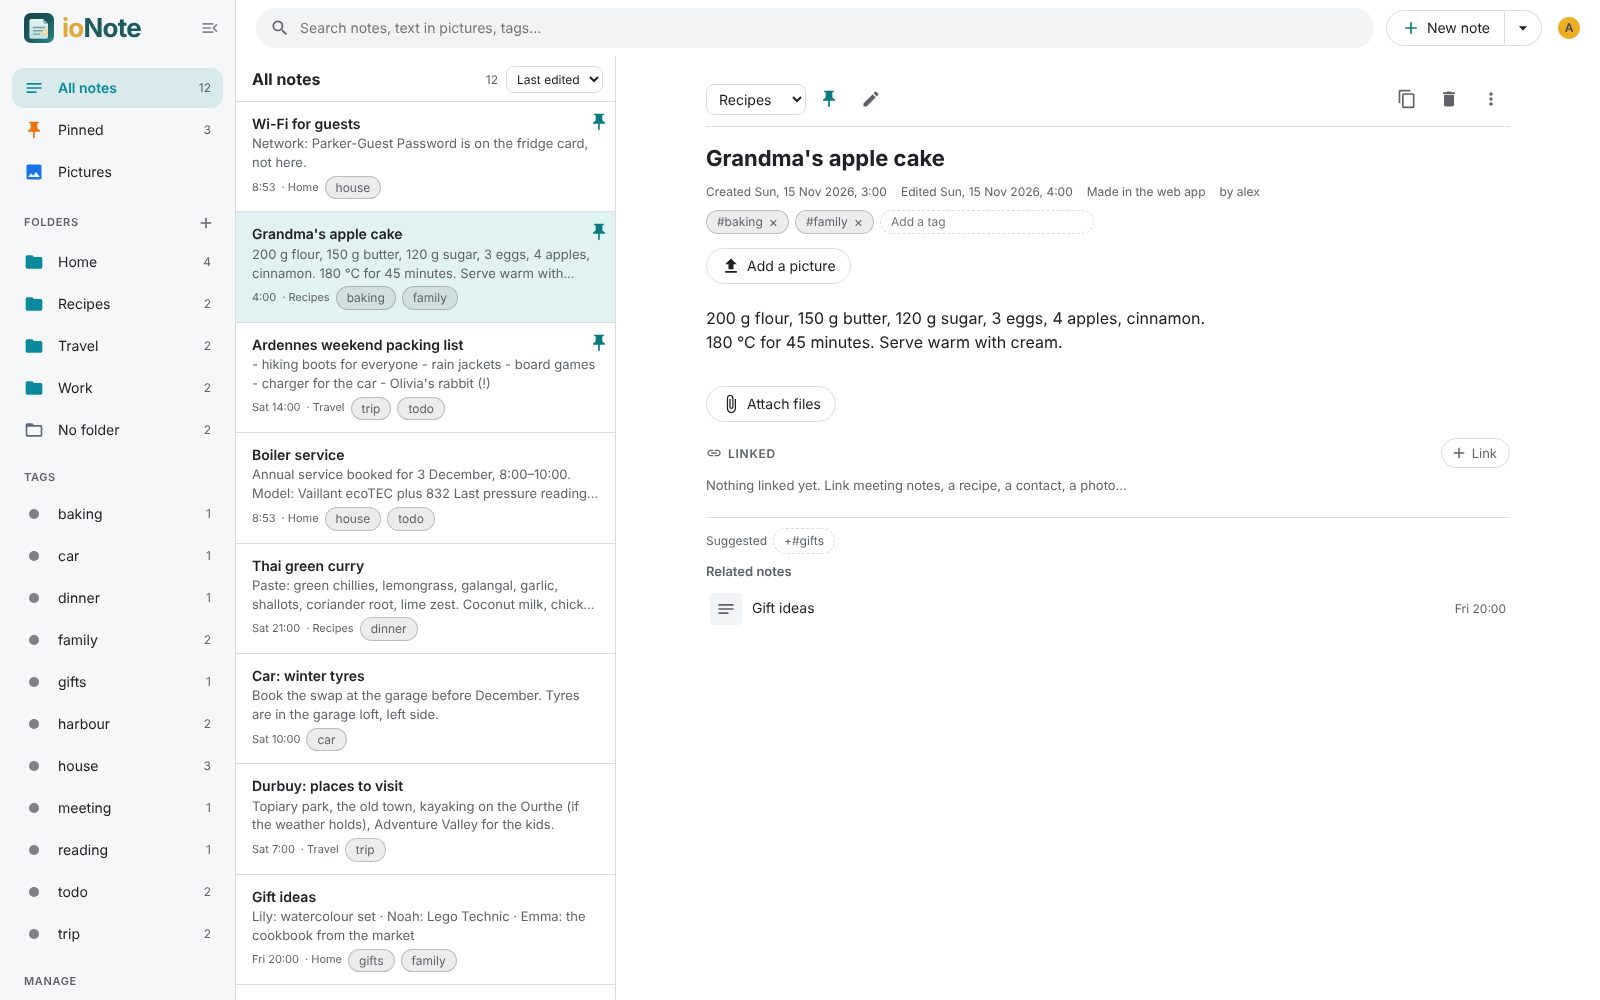 ioNote
Search notes, text in pictures, tags...
New note
A
All notes 12
Pinned 3
Pictures
FOLDERS
Home 4
Recipes 2
Travel 2
Work 2
No folder 2
TAGS
baking 1
car 1
dinner 1
family 2
gifts 1
harbour 2
house 3
meeting 1
reading 1
todo 2
trip 2
MANAGE
All notes 12 Last edited
Wi-Fi for guests
Network: Parker-Guest Password is on the fridge card,
not here.
8:53 · Home house
Grandma's apple cake
200 g flour, 150 g butter, 120 g sugar, 3 eggs, 4 apples,
cinnamon. 180 °C for 45 minutes. Serve warm with...
4:00 · Recipes baking family
Ardennes weekend packing list
- hiking boots for everyone - rain jackets - board games
- charger for the car - Olivia's rabbit (!)
Sat 14:00 · Travel trip todo
Boiler service
Annual service booked for 3 December, 8:00–10:00.
Model: Vaillant ecoTEC plus 832 Last pressure reading...
8:53 · Home house todo
Thai green curry
Paste: green chillies, lemongrass, galangal, garlic,
shallots, coriander root, lime zest. Coconut milk, chick...
Sat 21:00 · Recipes dinner
Car: winter tyres
Book the swap at the garage before December. Tyres
are in the garage loft, left side.
Sat 10:00 car
Durbuy: places to visit
Topiary park, the old town, kayaking on the Ourthe (if
the weather holds), Adventure Valley for the kids.
Sat 7:00 · Travel trip
Gift ideas
Lily: watercolour set · Noah: Lego Technic · Emma: the
cookbook from the market
Fri 20:00 · Home gifts family
Recipes
Grandma's apple cake
Created Sun, 15 Nov 2026, 3:00 Edited Sun, 15 Nov 2026, 4:00 Made in the web app by alex
#baking × #family × Add a tag
Add a picture
200 g flour, 150 g butter, 120 g sugar, 3 eggs, 4 apples, cinnamon.
180 °C for 45 minutes. Serve warm with cream.
Attach files
LINKED + Link
Nothing linked yet. Link meeting notes, a recipe, a contact, a photo...
Suggested +#gifts
Related notes
Gift ideas Fri 20:00